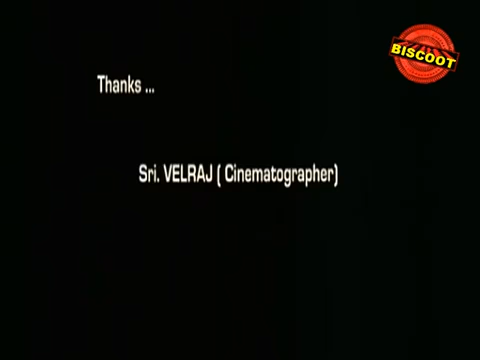 BISCOOT
Thanks ...
Sri. VELRAJ ( Cinematographer)